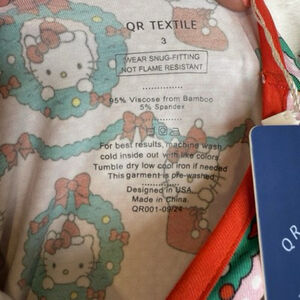 QR TEXTILE
3
WEAR SNUG-FITTING
NOT FLAME RESISTANT
95% Viscose from Bamboo
5% Spandex
For best results, machine wash
cold inside out with like colors
Tumble dry low cool iron if needed
This garment is pre-washed
Designed in USA.
Made in China.
QR001-09/24
QR